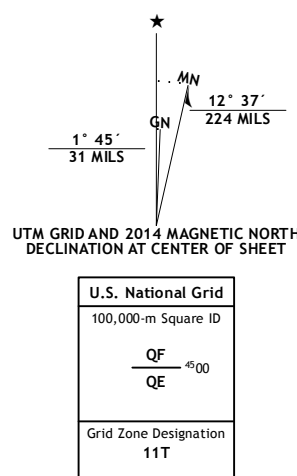 ★
MN
GN
12° 37´
224 MILS
1° 45´
31 MILS
UTM GRID AND 2014 MAGNETIC NORTH
DECLINATION AT CENTER OF SHEET
U.S. National Grid
100,000-m Square ID
QF
4500
QE
Grid Zone Designation
11T